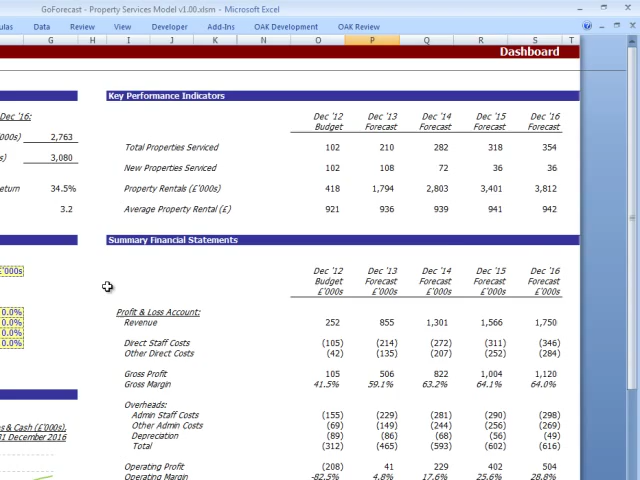 GoForecast - Property Services Model v1.00.xlsm - Microsoft Excel
ulas Data Review View Developer Add-Ins OAK Development OAK Review
G H I J K N O P Q R S T
Dashboard
Key Performance Indicators
Dec '16: Dec '12 Dec '13 Dec '14 Dec '15 Dec '16
Budget Forecast Forecast Forecast Forecast
'000s) 2,763
Total Properties Serviced 102 210 282 318 354
s) 3,080
New Properties Serviced 102 108 72 36 36
eturn 34.5% Property Rentals (£'000s) 418 1,794 2,803 3,401 3,812
3.2 Average Property Rental (£) 921 936 939 941 942
Summary Financial Statements
£'000s Dec '12 Dec '13 Dec '14 Dec '15 Dec '16
Budget Forecast Forecast Forecast Forecast
£'000s £'000s £'000s £'000s £'000s
0.0% Profit & Loss Account:
0.0% Revenue 252 855 1,301 1,566 1,750
0.0%
0.0% Direct Staff Costs (105) (214) (272) (311) (346)
Other Direct Costs (42) (135) (207) (252) (284)
Gross Profit 105 506 822 1,004 1,120
Gross Margin 41.5% 59.1% 63.2% 64.1% 64.0%
Overheads:
Admin Staff Costs (155) (229) (281) (290) (298)
s & Cash (£'000s), Other Admin Costs (69) (149) (244) (256) (269)
31 December 2016 Depreciation (89) (86) (68) (56) (49)
Total (312) (465) (593) (602) (616)
Operating Profit (208) 41 229 402 504
Operating Margin -82.5% 4.8% 17.6% 25.6% 28.8%